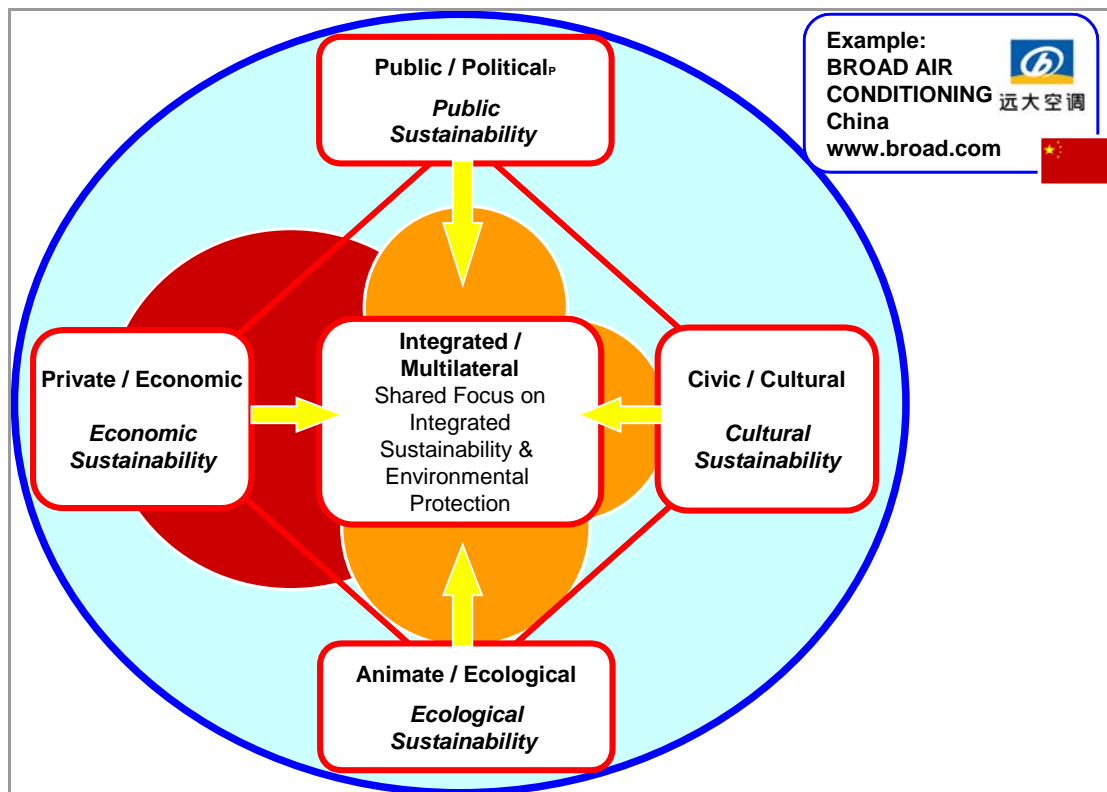 Public / PoliticalP
Public
Sustainability
Example:
BROAD AIR
CONDITIONING
China
www.broad.com
远大空调
Private / Economic
Economic
Sustainability
Integrated /
Multilateral
Shared Focus on
Integrated
Sustainability &
Environmental
Protection
Civic / Cultural
Cultural
Sustainability
Animate / Ecological
Ecological
Sustainability